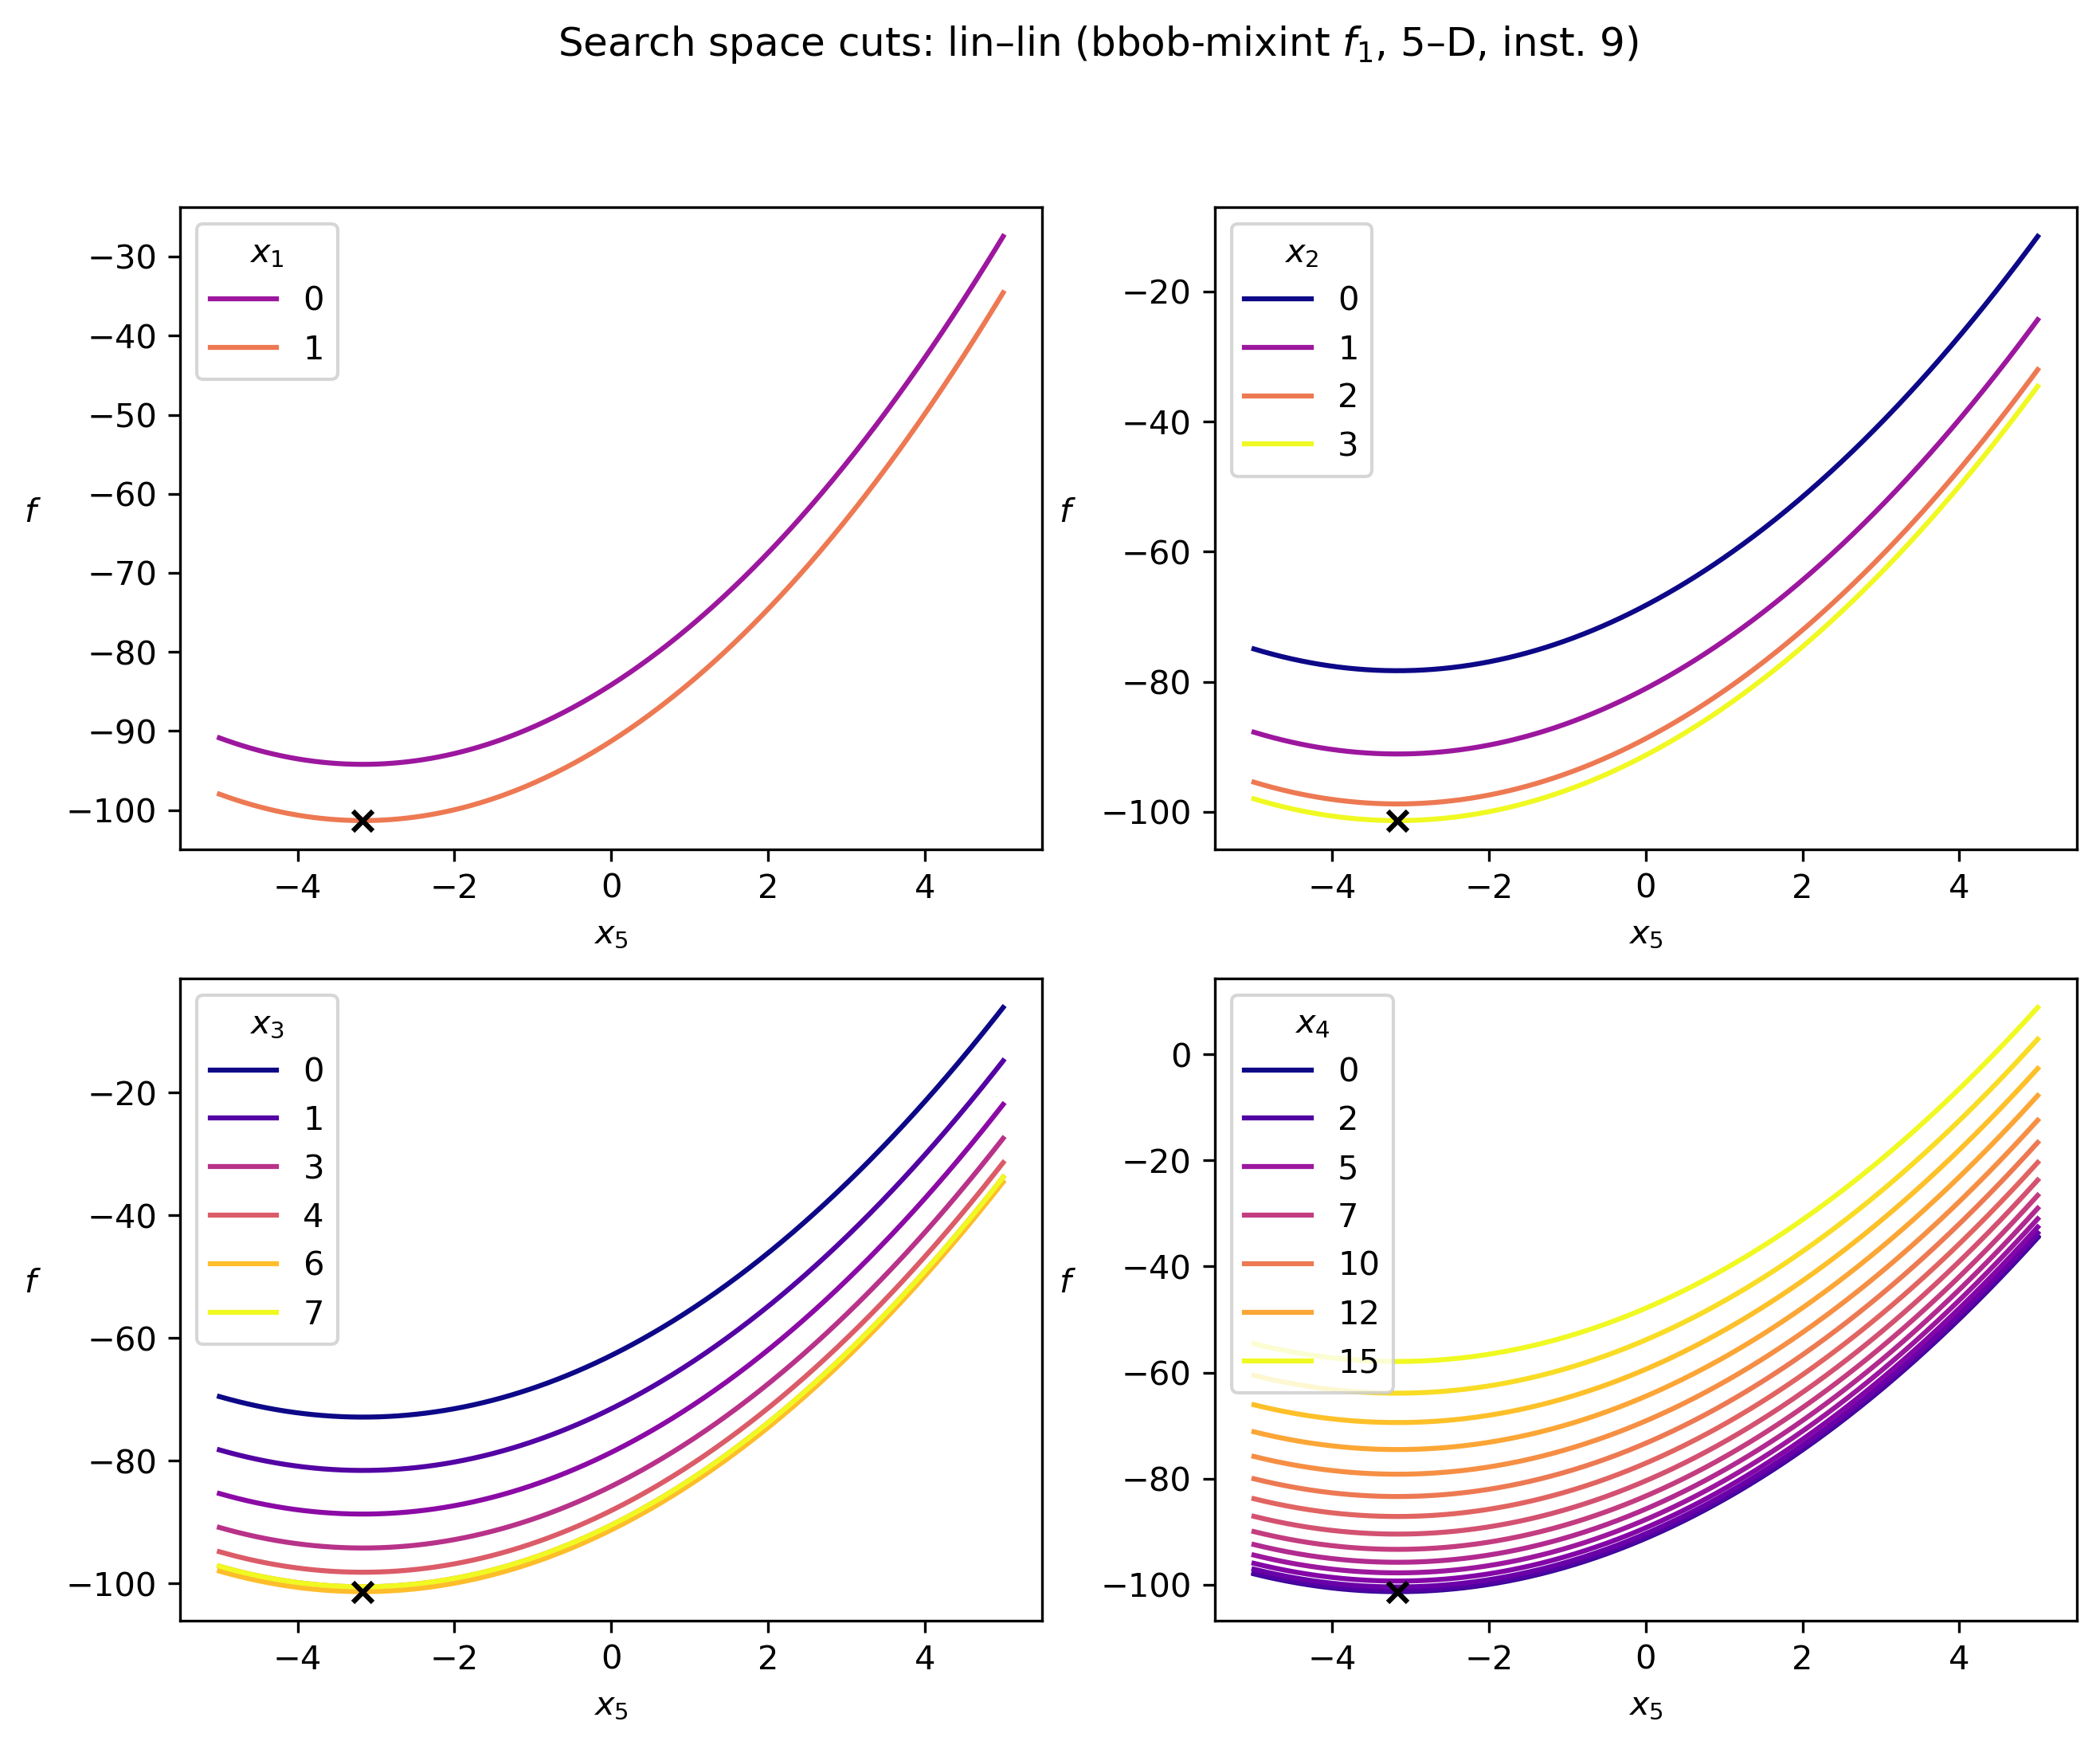 Search space cuts: lin–lin (bbob-mixint f₁, 5–D, inst. 9)
x₁
0
1
−30
−40
−50
−60
−70
−80
−90
−100
f
−4 −2 0 2 4
x₅
x₂
0
1
2
3
−20
−40
−60
−80
−100
f
−4 −2 0 2 4
x₅
x₃
0
1
3
4
6
7
−20
−40
−60
−80
−100
f
−4 −2 0 2 4
x₅
x₄
0
2
5
7
10
12
15
0
−20
−40
−60
−80
−100
f
−4 −2 0 2 4
x₅